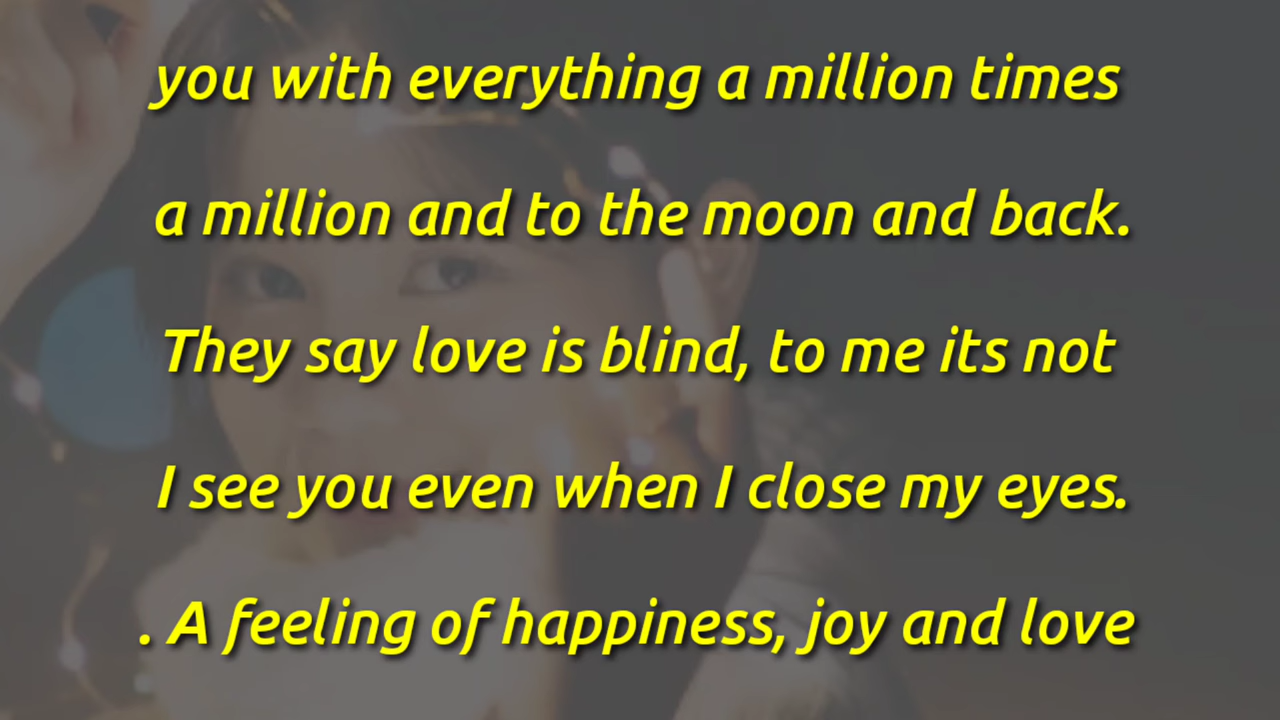 you with everything a million times
a million and to the moon and back.
They say love is blind, to me its not
I see you even when I close my eyes.
. A feeling of happiness, joy and love